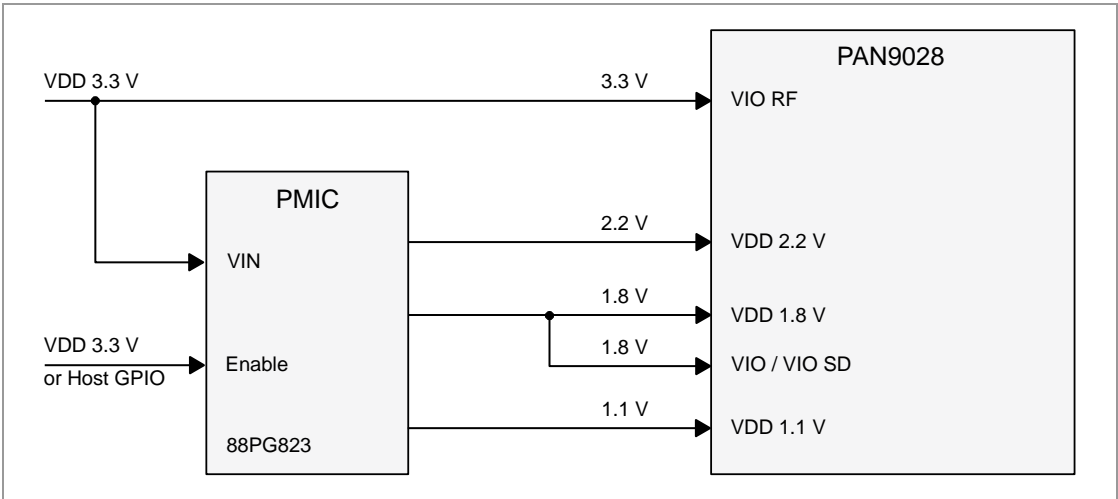 PAN9028
VDD 3.3 V
3.3 V
VIO RF
PMIC
2.2 V
VDD 2.2 V
VIN
1.8 V
VDD 1.8 V
VDD 3.3 V
or Host GPIO
Enable
1.8 V
VIO / VIO SD
1.1 V
VDD 1.1 V
88PG823